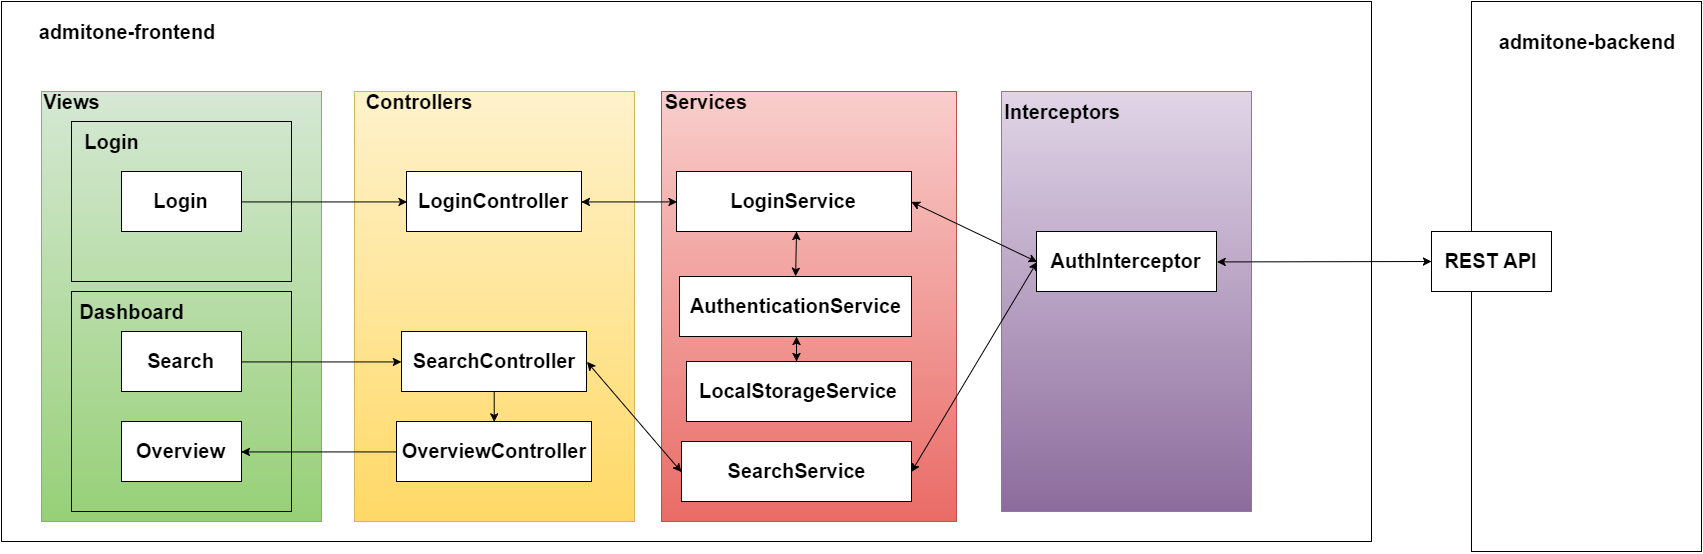 admitone-frontend
admitone-backend
Views
Controllers
Services
Interceptors
Login
Login
LoginController
LoginService
AuthInterceptor
REST API
AuthenticationService
Dashboard
Search
SearchController
LocalStorageService
Overview
OverviewController
SearchService